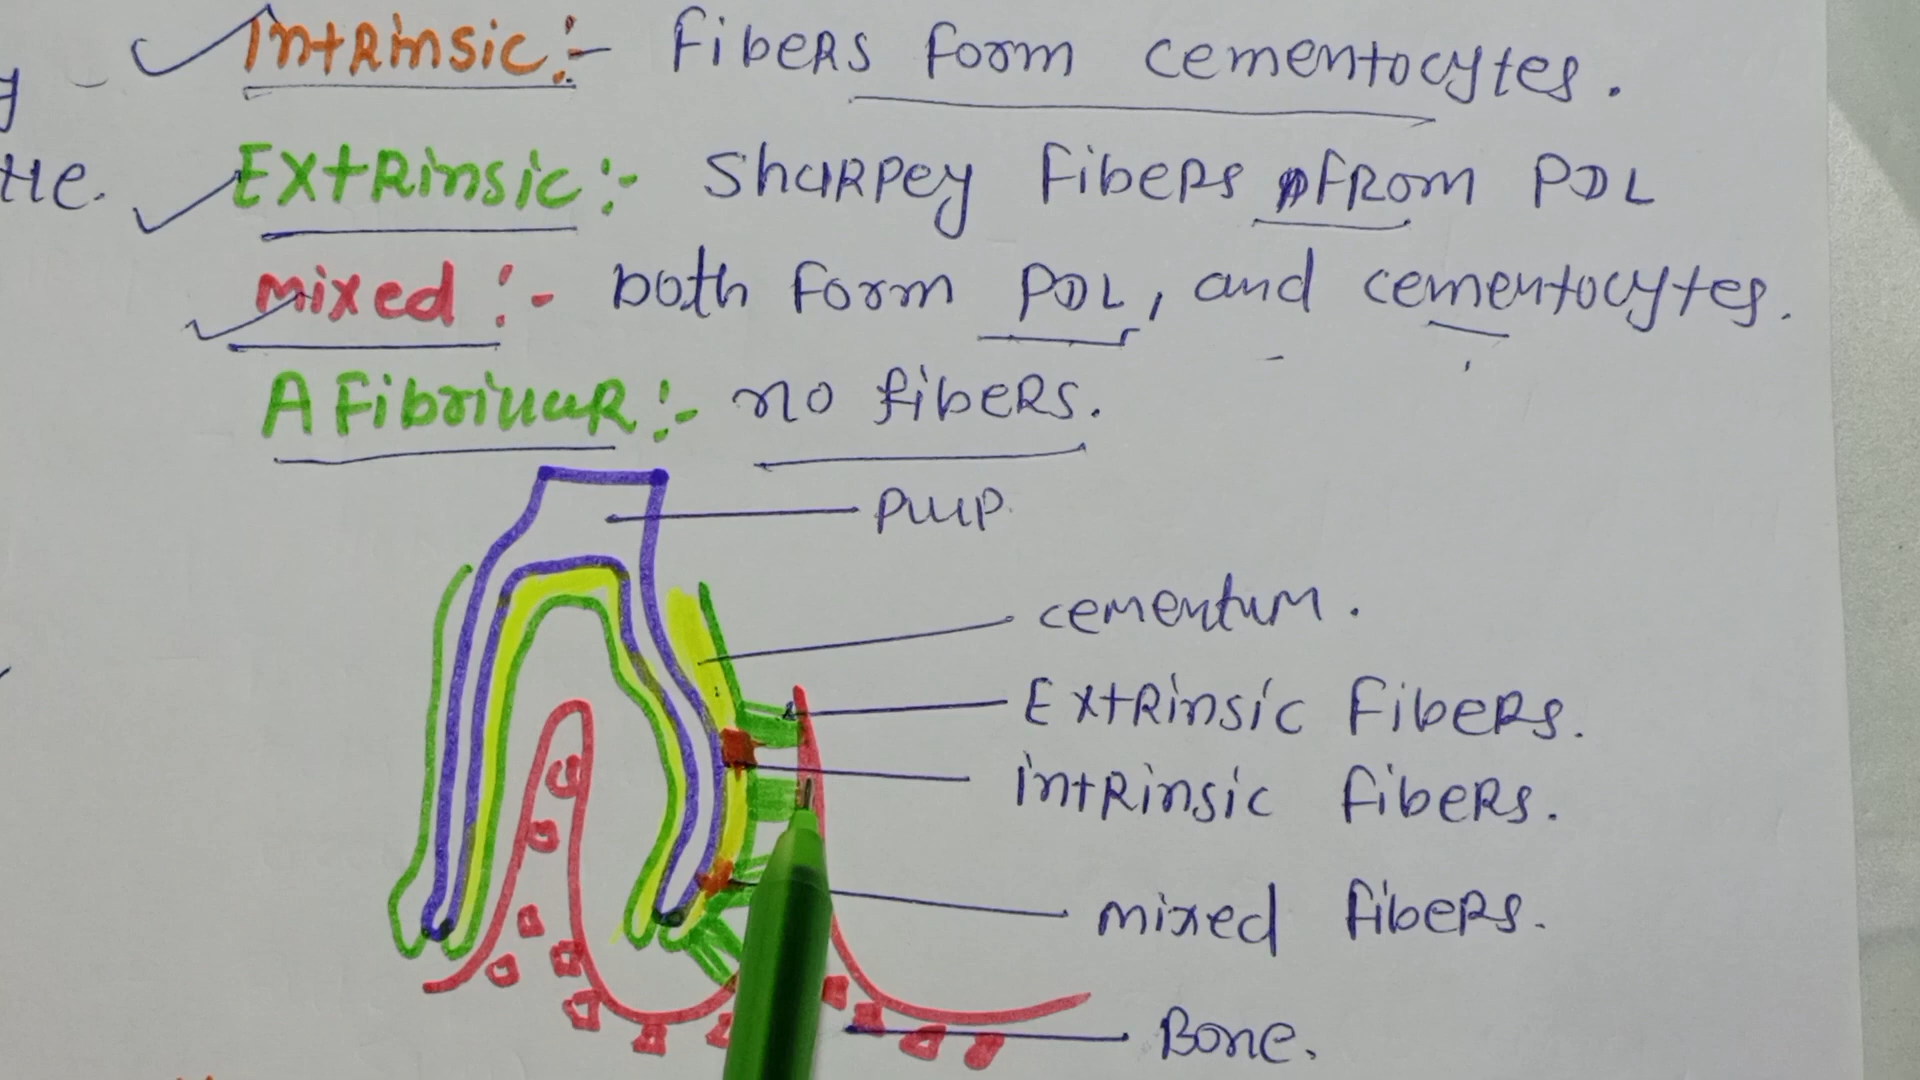 Intrinsic :- Fibers form cementocytes.
Extrinsic :- Sharpey Fibers from PDL
mixed :- both form PDL, and cementocytes.
AFibrillar :- no fibers.
Pulp.
cementum.
Extrinsic Fibers.
intrinsic fibers.
mixed fibers.
Bone.